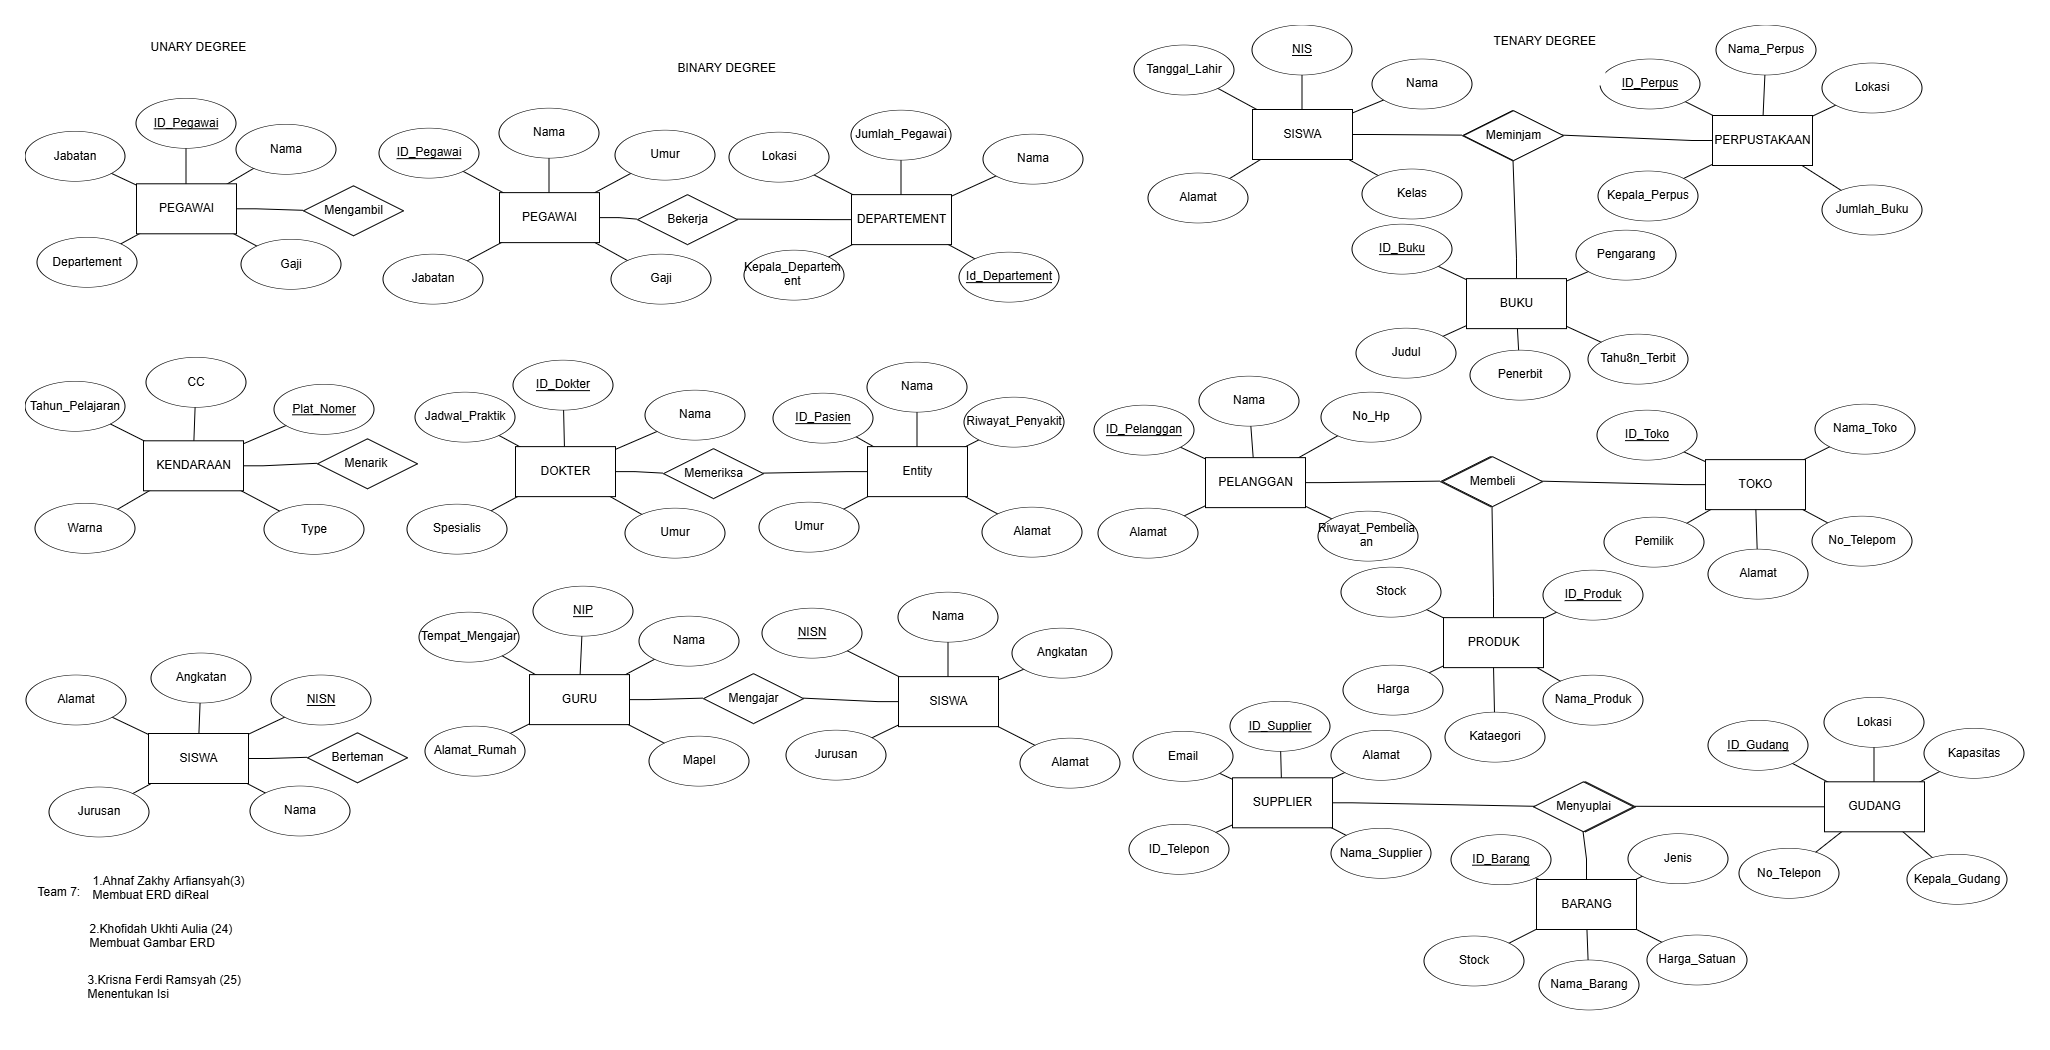 UNARY DEGREE
ID_Pegawai
Jabatan
Nama
PEGAWAI
Mengambil
Departement
Gaji
CC
Tahun_Pelajaran
Plat_Nomer
KENDARAAN
Menarik
Warna
Type
Angkatan
Alamat
NISN
SISWA
Berteman
Jurusan
Nama
BINARY DEGREE
Nama
ID_Pegawai
Umur
PEGAWAI
Bekerja
Jabatan
Gaji
Jumlah_Pegawai
Lokasi
Nama
DEPARTEMENT
Kepala_Departem
ent
Id_Departement
ID_Dokter
Jadwal_Praktik
Nama
DOKTER
Memeriksa
Spesialis
Umur
Nama
ID_Pasien
Riwayat_Penyakit
Entity
Umur
Alamat
NIP
Tempat_Mengajar
Nama
GURU
Mengajar
Alamat_Rumah
Mapel
Nama
NISN
Angkatan
SISWA
Jurusan
Alamat
TENARY DEGREE
NIS
Tanggal_Lahir
Nama
SISWA
Meminjam
Alamat
Kelas
Nama_Perpus
ID_Perpus
Lokasi
PERPUSTAKAAN
Kepala_Perpus
Jumlah_Buku
ID_Buku
Pengarang
BUKU
Judul
Penerbit
Tahu8n_Terbit
Nama
No_Hp
ID_Pelanggan
PELANGGAN
Membeli
Alamat
Riwayat_Pembelia
an
Nama_Toko
ID_Toko
TOKO
Pemilik
No_Telepom
Alamat
Stock
ID_Produk
PRODUK
Harga
Nama_Produk
Kataegori
ID_Supplier
Email
Alamat
SUPPLIER
Menyuplai
ID_Telepon
Nama_Supplier
Lokasi
ID_Gudang
Kapasitas
GUDANG
No_Telepon
Kepala_Gudang
ID_Barang
Jenis
BARANG
Stock
Harga_Satuan
Nama_Barang
Team 7:
1.Ahnaf Zakhy Arfiansyah(3)
Membuat ERD diReal
2.Khofidah Ukhti Aulia (24)
Membuat Gambar ERD
3.Krisna Ferdi Ramsyah (25)
Menentukan Isi